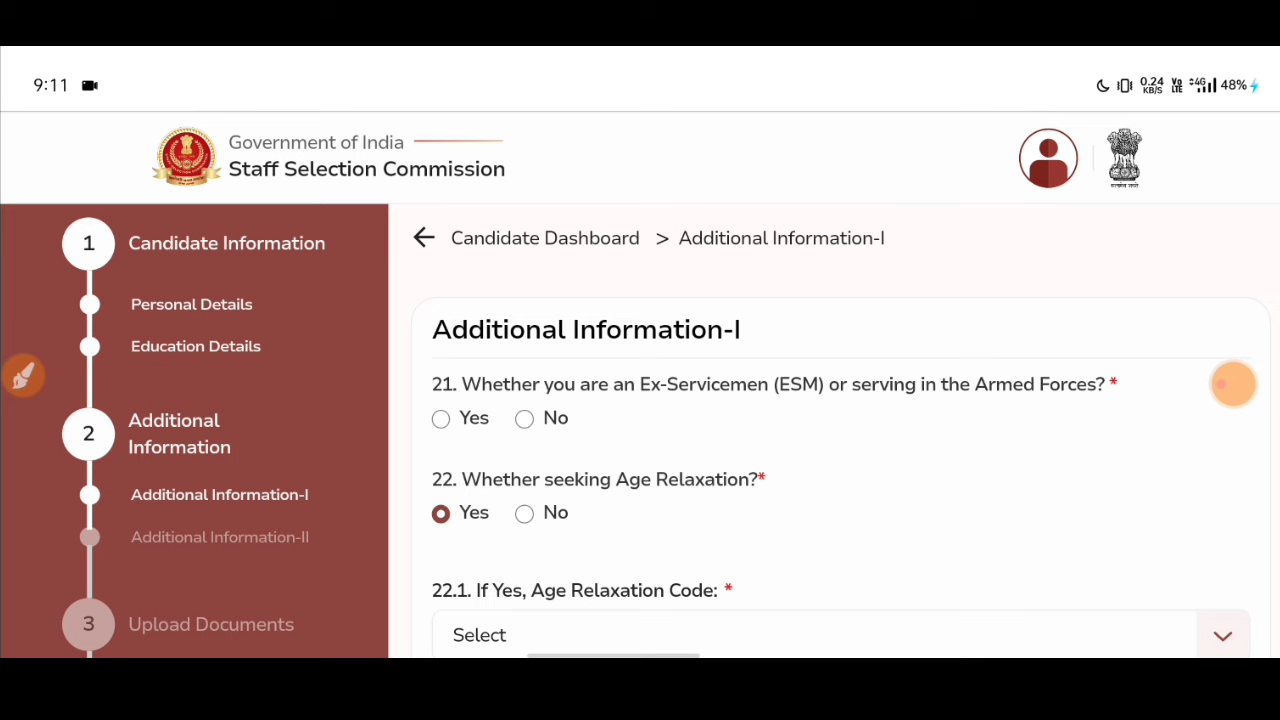 9:11
0.24 KB/S Vo LTE 4G 48%
Government of India
Staff Selection Commission
1 Candidate Information
Personal Details
Education Details
2 Additional
Information
Additional Information-I
Additional Information-II
3 Upload Documents
Candidate Dashboard > Additional Information-I
Additional Information-I
21. Whether you are an Ex-Servicemen (ESM) or serving in the Armed Forces? *
Yes No
22. Whether seeking Age Relaxation?*
Yes No
22.1. If Yes, Age Relaxation Code: *
Select